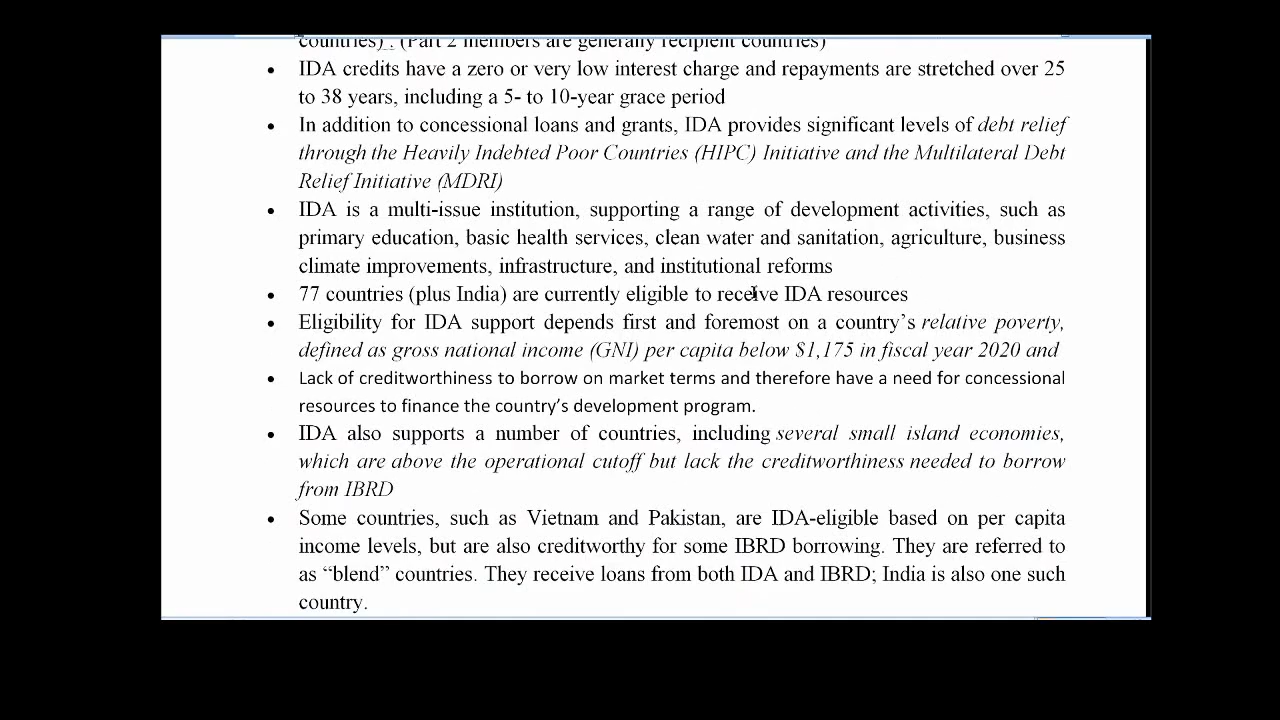 countries) . (Part 2 members are generally recipient countries)
• IDA credits have a zero or very low interest charge and repayments are stretched over 25
to 38 years, including a 5- to 10-year grace period
• In addition to concessional loans and grants, IDA provides significant levels of debt relief
through the Heavily Indebted Poor Countries (HIPC) Initiative and the Multilateral Debt
Relief Initiative (MDRI)
• IDA is a multi-issue institution, supporting a range of development activities, such as
primary education, basic health services, clean water and sanitation, agriculture, business
climate improvements, infrastructure, and institutional reforms
• 77 countries (plus India) are currently eligible to receive IDA resources
• Eligibility for IDA support depends first and foremost on a country’s relative poverty,
defined as gross national income (GNI) per capita below $1,175 in fiscal year 2020 and
• Lack of creditworthiness to borrow on market terms and therefore have a need for concessional
resources to finance the country’s development program.
• IDA also supports a number of countries, including several small island economies,
which are above the operational cutoff but lack the creditworthiness needed to borrow
from IBRD
• Some countries, such as Vietnam and Pakistan, are IDA-eligible based on per capita
income levels, but are also creditworthy for some IBRD borrowing. They are referred to
as “blend” countries. They receive loans from both IDA and IBRD; India is also one such
country.